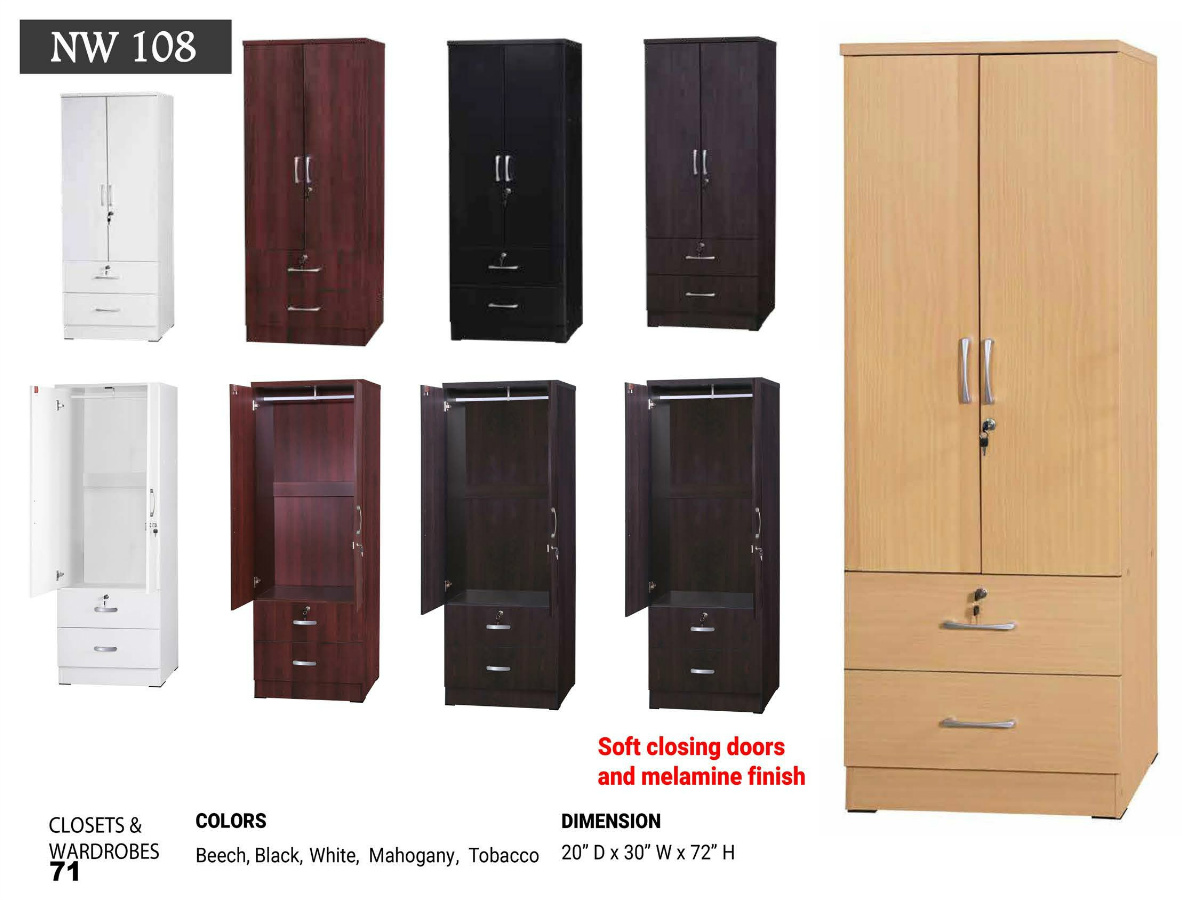 NW 108
Soft closing doors
and melamine finish
CLOSETS &
WARDROBES
71
COLORS
Beech, Black, White, Mahogany, Tobacco
DIMENSION
20” D x 30” W x 72” H